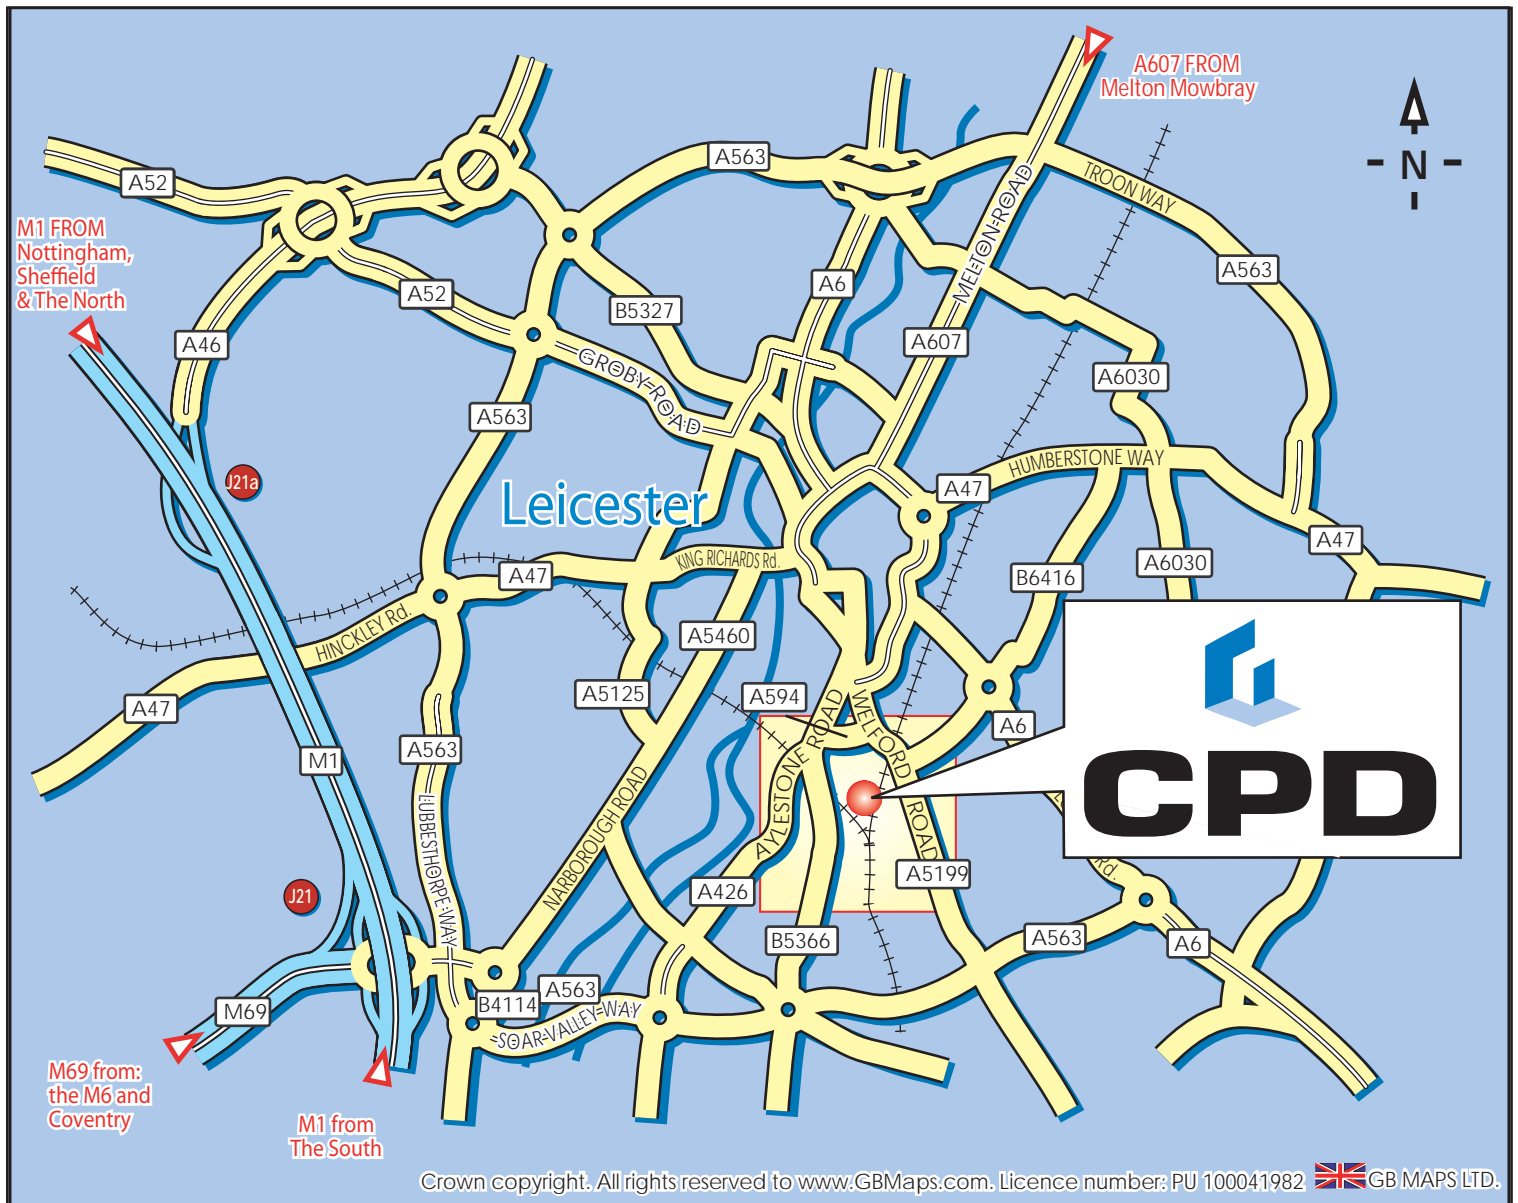 A607 FROM
Melton Mowbray
N
A563
A52
TROON WAY
MELTON ROAD
M1 FROM
Nottingham,
Sheffield
& The North
A563
A6
A52
B5327
A46
A607
GROBY ROAD
A6030
A563
HUMBERSTONE WAY
J21a
A47
Leicester
A47
KING RICHARDS Rd.
A6030
A47
B6416
HINCKLEY Rd.
A5460
A5125
A594
A47
WELFORD
ROAD
A6
A563
M1
AYLESTONE ROAD
CPD
NARBOROUGH ROAD
LUBBESTHORPE WAY
Rd.
A5199
J21
A426
B5366
A563
A6
A563
B4114
M69
SOAR VALLEY WAY
M69 from:
the M6 and
Coventry
M1 from
The South
Crown copyright. All rights reserved to www.GBMaps.com. Licence number: PU 100041982 GB MAPS LTD.